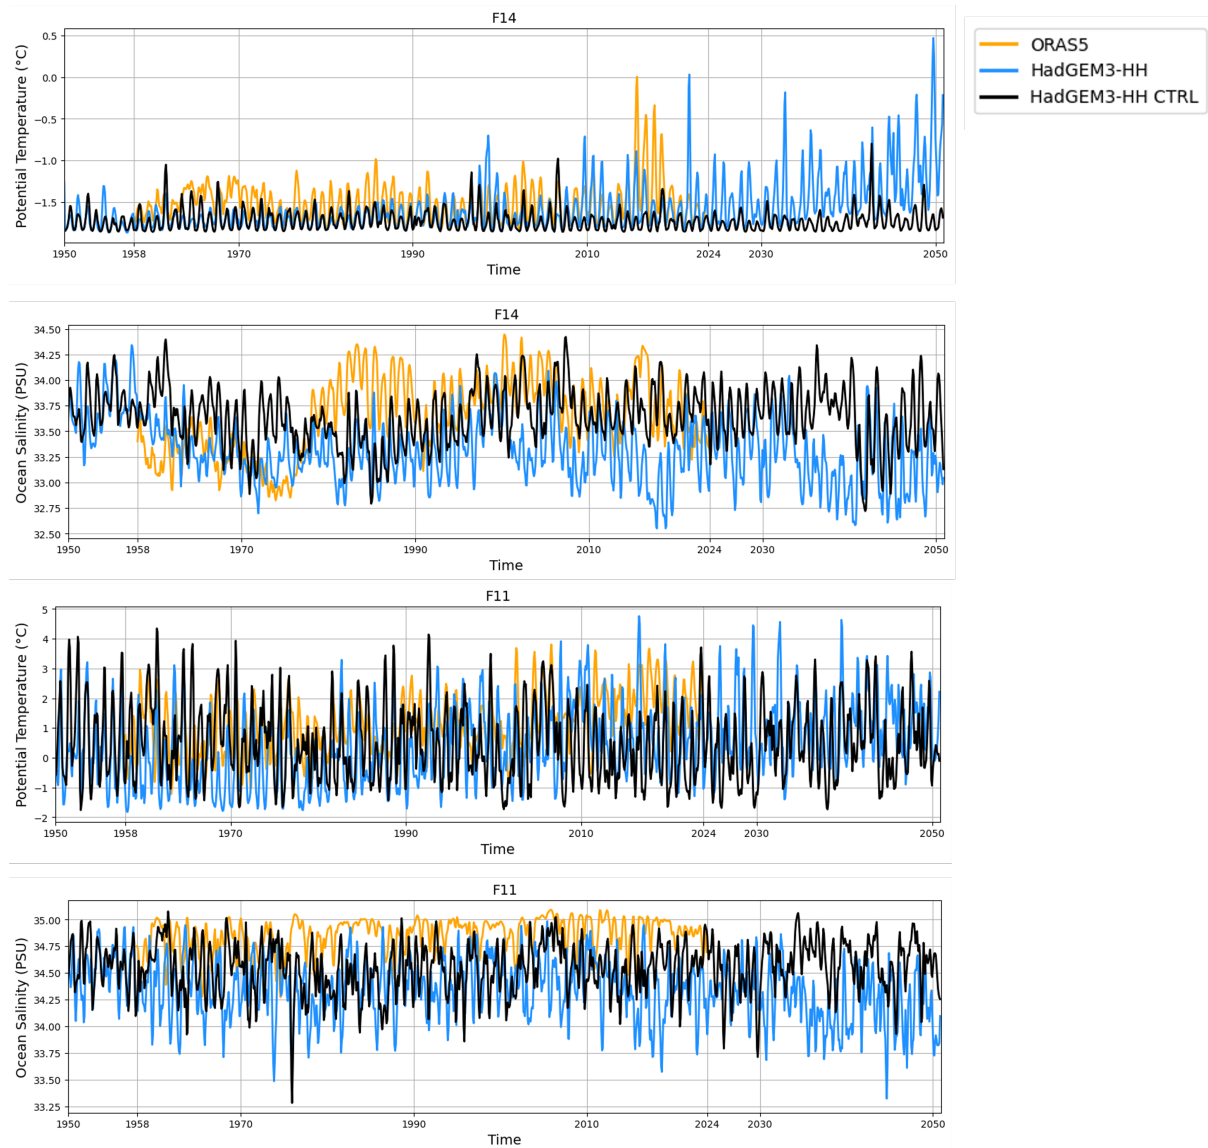 F14
Potential Temperature (°C)
0.5
0.0
−0.5
−1.0
−1.5
1950 1958 1970 1990 2010 2024 2030 2050
Time
ORAS5
HadGEM3-HH
HadGEM3-HH CTRL
F14
Ocean Salinity (PSU)
34.50
34.25
34.00
33.75
33.50
33.25
33.00
32.75
32.50
1950 1958 1970 1990 2010 2024 2030 2050
Time
F11
Potential Temperature (°C)
5
4
3
2
1
0
−1
−2
1950 1958 1970 1990 2010 2024 2030 2050
Time
F11
Ocean Salinity (PSU)
35.00
34.75
34.50
34.25
34.00
33.75
33.50
33.25
1950 1958 1970 1990 2010 2024 2030 2050
Time